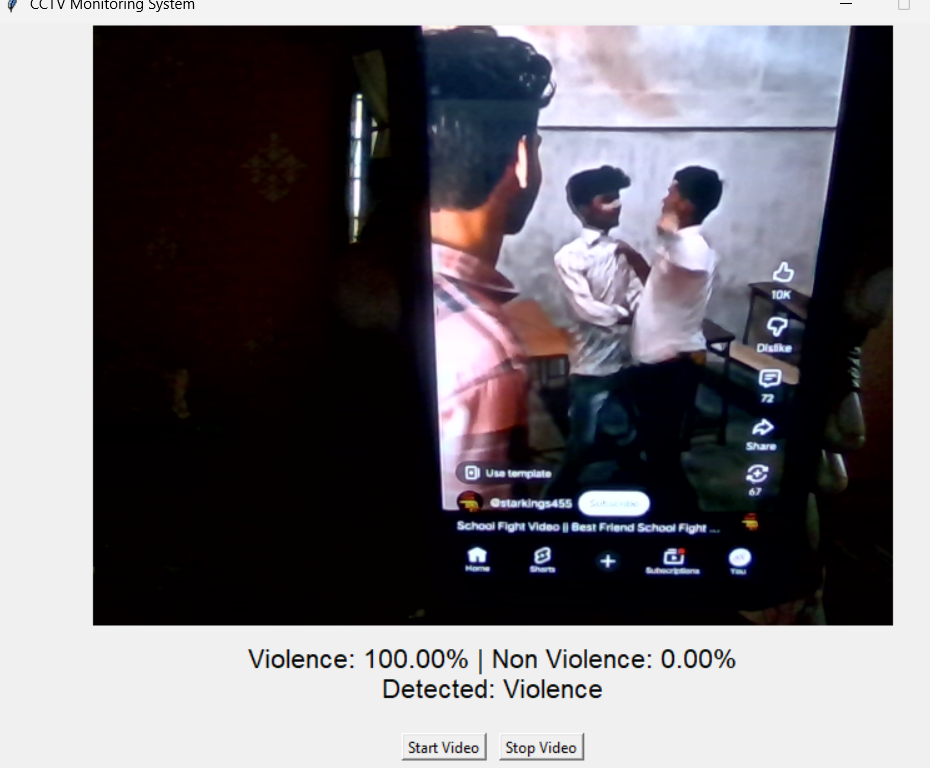 CCTV Monitoring System
10K
Dislike
72
Share
67
Use template
@starkings455 Subscribe
School Fight Video || Best Friend School Fight ...
Home Shorts + Subscriptions You
Violence: 100.00% | Non Violence: 0.00%
Detected: Violence
Start Video Stop Video